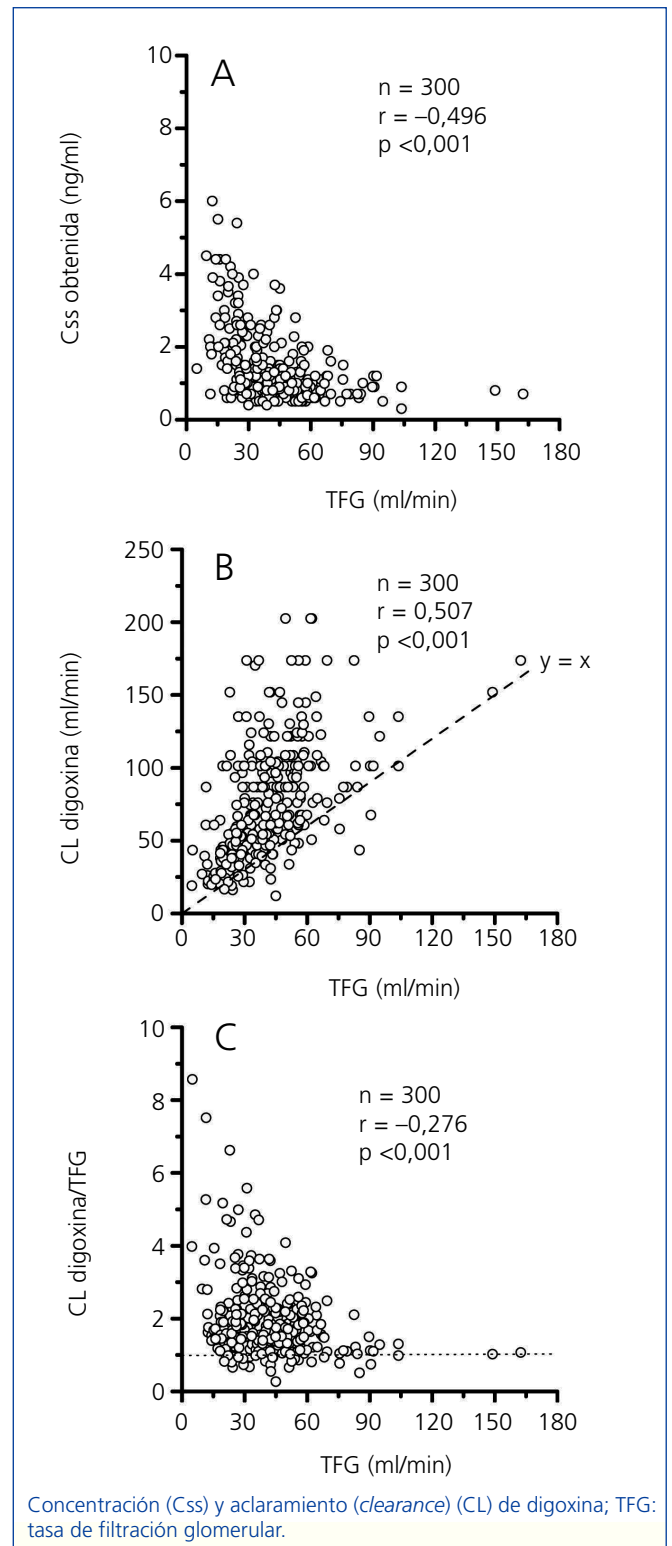 A
n = 300
r = –0,496
p <0,001
Css obtenida (ng/ml)
10
8
6
4
2
0
0 30 60 90 120 150 180
TFG (ml/min)
B
n = 300
r = 0,507
p <0,001
y = x
CL digoxina (ml/min)
250
200
150
100
50
0
0 30 60 90 120 150 180
TFG (ml/min)
C
n = 300
r = –0,276
p <0,001
CL digoxina/TFG
10
8
6
4
2
0
0 30 60 90 120 150 180
TFG (ml/min)
Concentración (Css) y aclaramiento (clearance) (CL) de digoxina; TFG:
tasa de filtración glomerular.